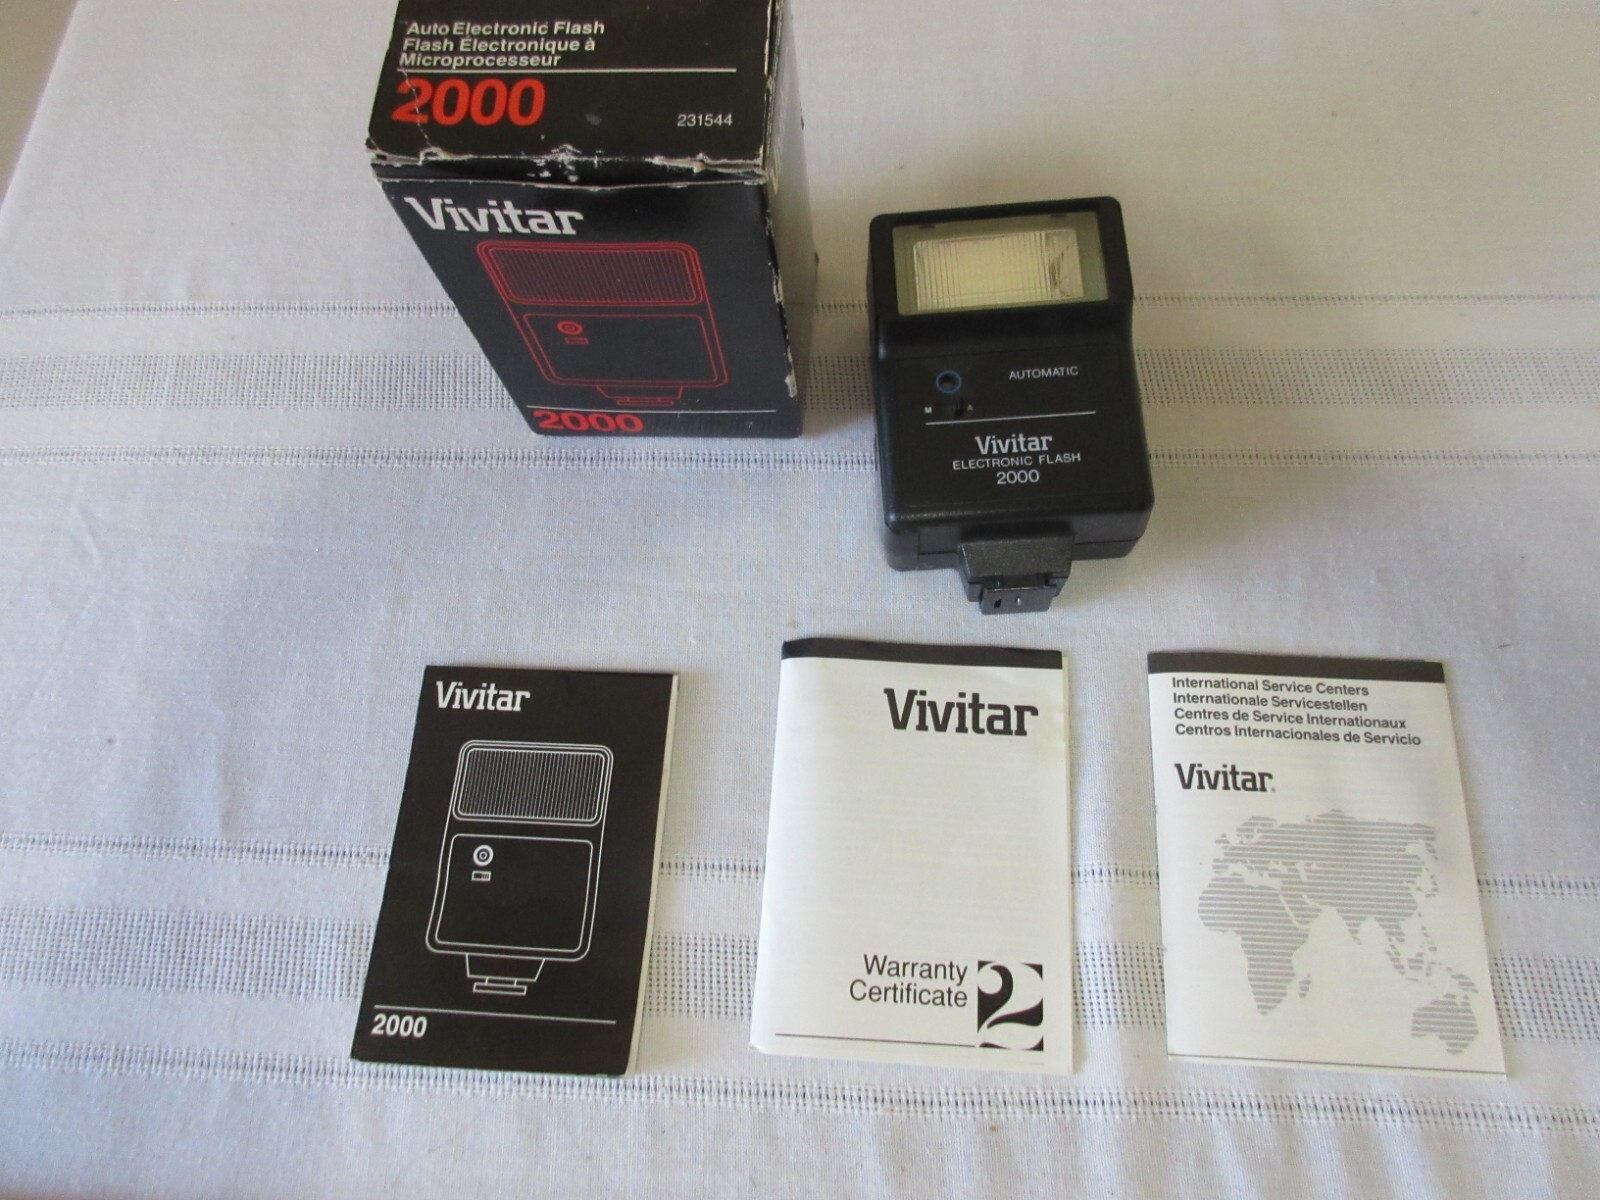 Auto Electronic Flash
Flash Électronique à
Microprocesseur
2000
231544
Vivitar
2000
AUTOMATIC
M A
Vivitar
ELECTRONIC FLASH
2000
Vivitar
2000
Vivitar
Warranty
Certificate
2
International Service Centers
Internationale Servicestellen
Centres de Service Internationaux
Centros Internacionales de Servicio
Vivitar®